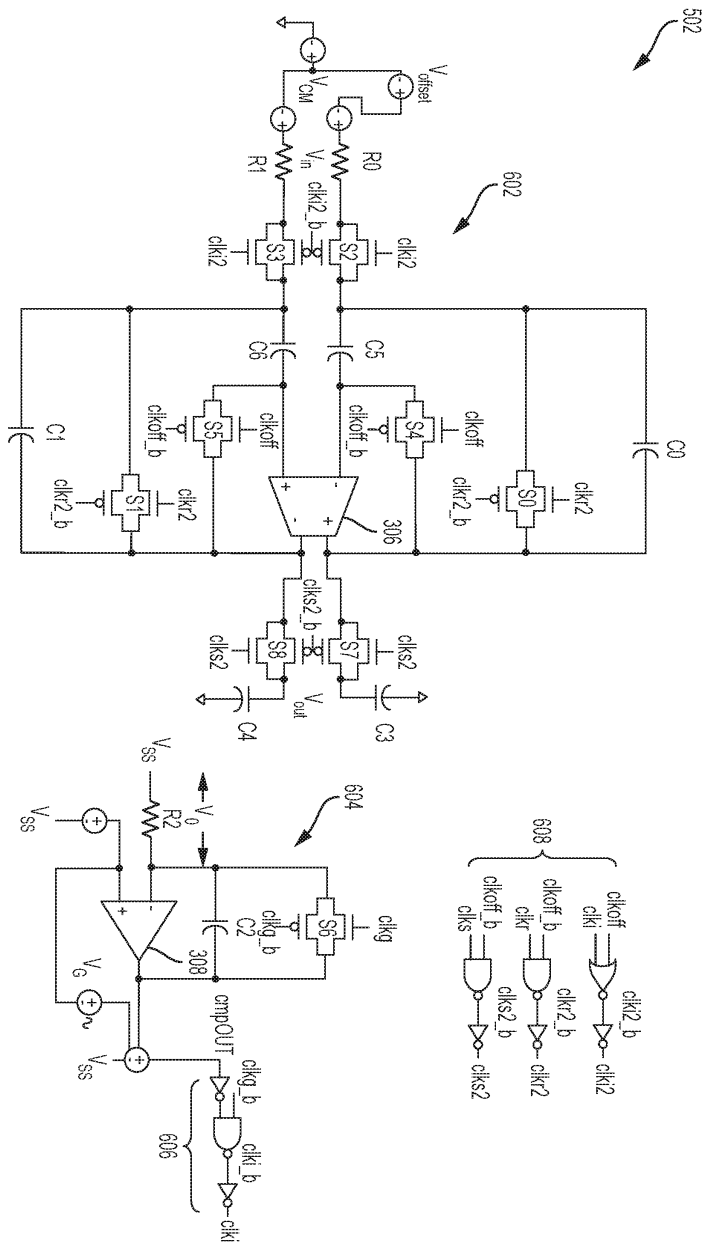 502
602
V_offset
V_CM
V_in
R0
R1
clki2
clki2_b
S2
S3
clki2
C0
C5
C6
C1
clkr2
S0
clkr2_b
clkoff
S4
clkoff_b
clkoff
S5
clkoff_b
clkr2
S1
clkr2_b
306
clks2
S7
clks2_b
S8
clks2
C3
V_out
C4
604
V_0
V_SS
R2
V_SS
clkg
S6
clkg_b
C2
308
V_G
V_SS
cmpOUT
clkg_b
clki_b
clki
606
608
clkoff
clki
clki2_b
clki2
clkoff_b
clkr
clkr2_b
clkr2
clkoff_b
clks
clks2_b
clks2